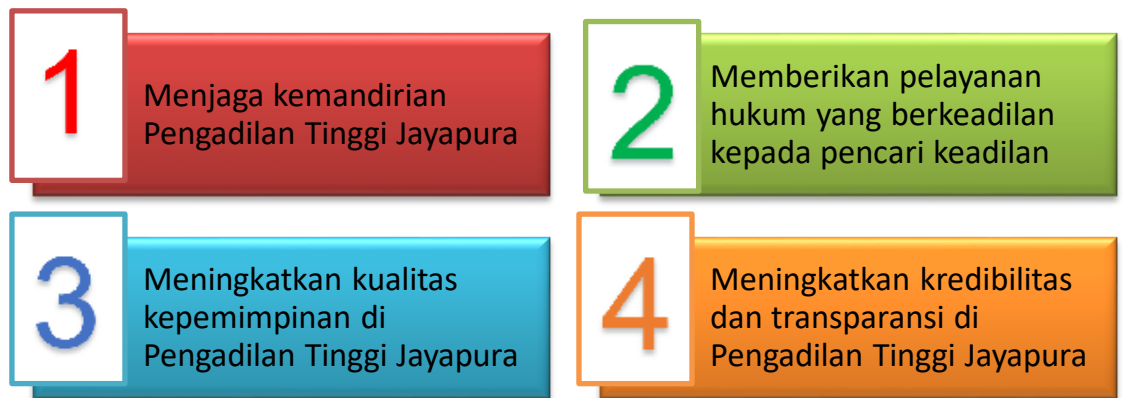 1
Menjaga kemandirian
Pengadilan Tinggi Jayapura
2
Memberikan pelayanan
hukum yang berkeadilan
kepada pencari keadilan
3
Meningkatkan kualitas
kepemimpinan di
Pengadilan Tinggi Jayapura
4
Meningkatkan kredibilitas
dan transparansi di
Pengadilan Tinggi Jayapura